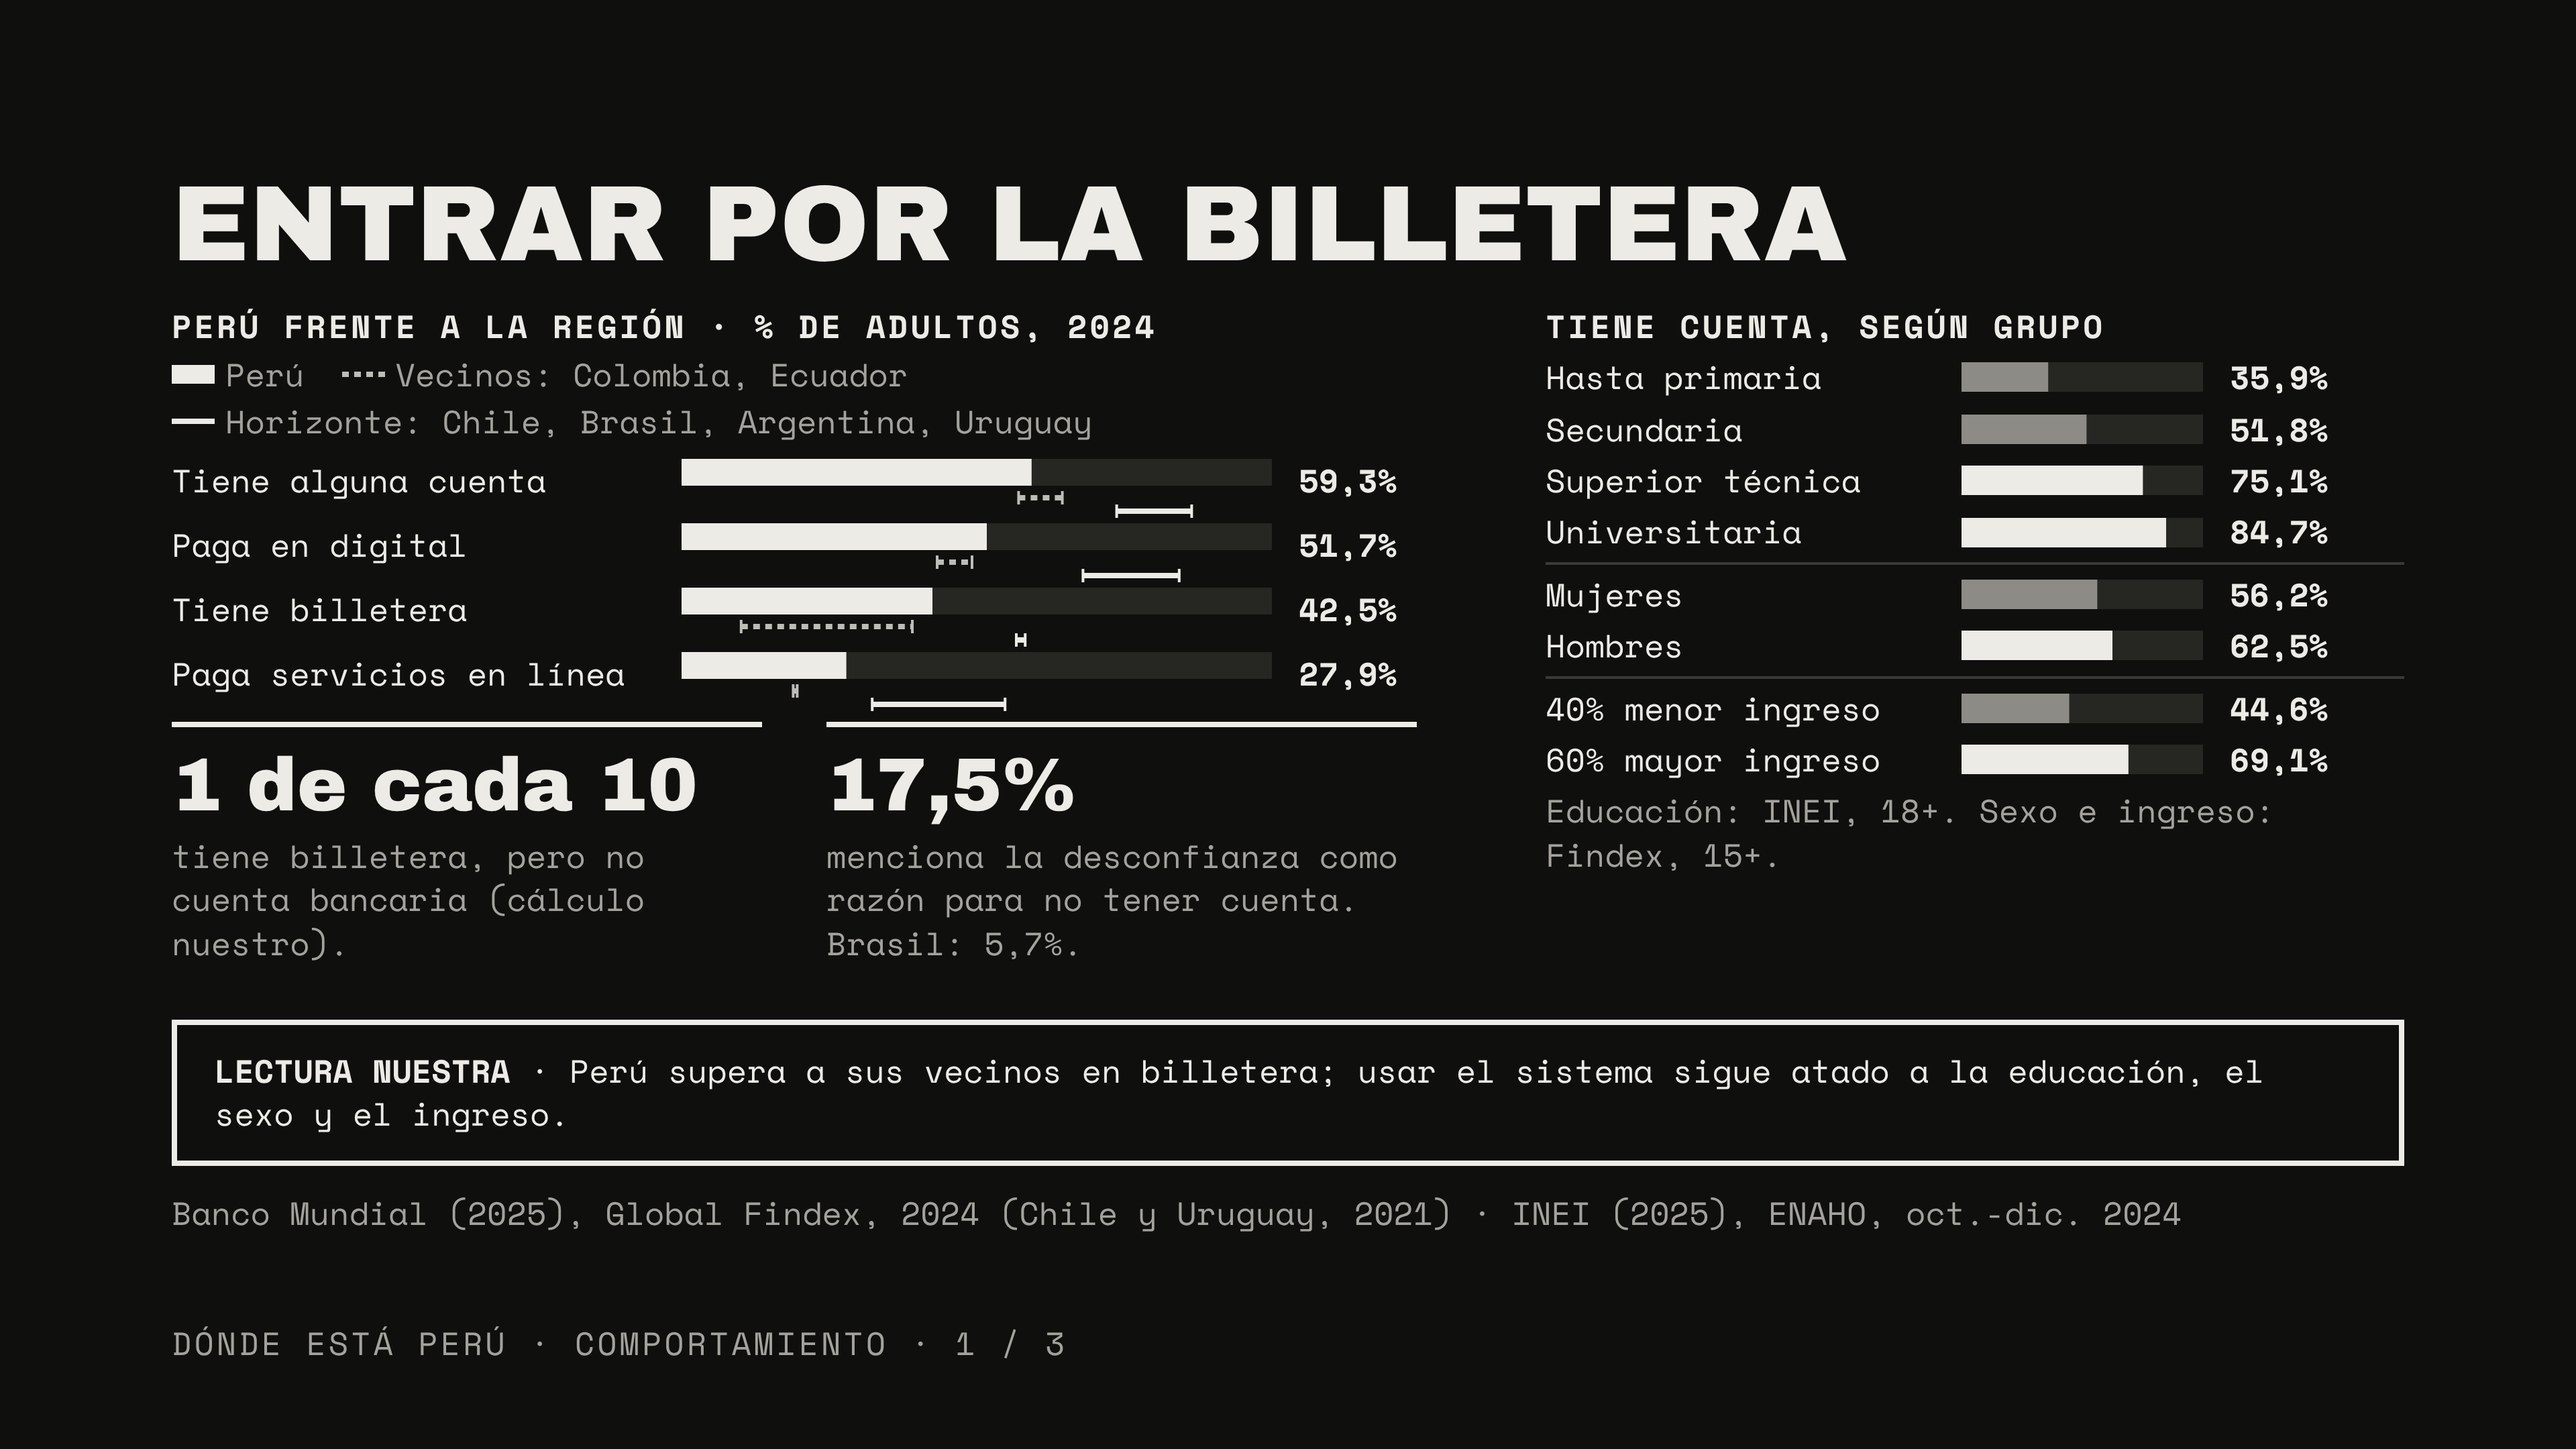 ENTRAR POR LA BILLETERA
PERÚ FRENTE A LA REGIÓN · % DE ADULTOS, 2024
Perú Vecinos: Colombia, Ecuador
Horizonte: Chile, Brasil, Argentina, Uruguay
Tiene alguna cuenta 59,3%
Paga en digital 51,7%
Tiene billetera 42,5%
Paga servicios en línea 27,9%
1 de cada 10
tiene billetera, pero no
cuenta bancaria (cálculo
nuestro).
17,5%
menciona la desconfianza como
razón para no tener cuenta.
Brasil: 5,7%.
TIENE CUENTA, SEGÚN GRUPO
Hasta primaria 35,9%
Secundaria 51,8%
Superior técnica 75,1%
Universitaria 84,7%
Mujeres 56,2%
Hombres 62,5%
40% menor ingreso 44,6%
60% mayor ingreso 69,1%
Educación: INEI, 18+. Sexo e ingreso:
Findex, 15+.
LECTURA NUESTRA · Perú supera a sus vecinos en billetera; usar el sistema sigue atado a la educación, el
sexo y el ingreso.
Banco Mundial (2025), Global Findex, 2024 (Chile y Uruguay, 2021) · INEI (2025), ENAHO, oct.-dic. 2024
DÓNDE ESTÁ PERÚ · COMPORTAMIENTO · 1 / 3